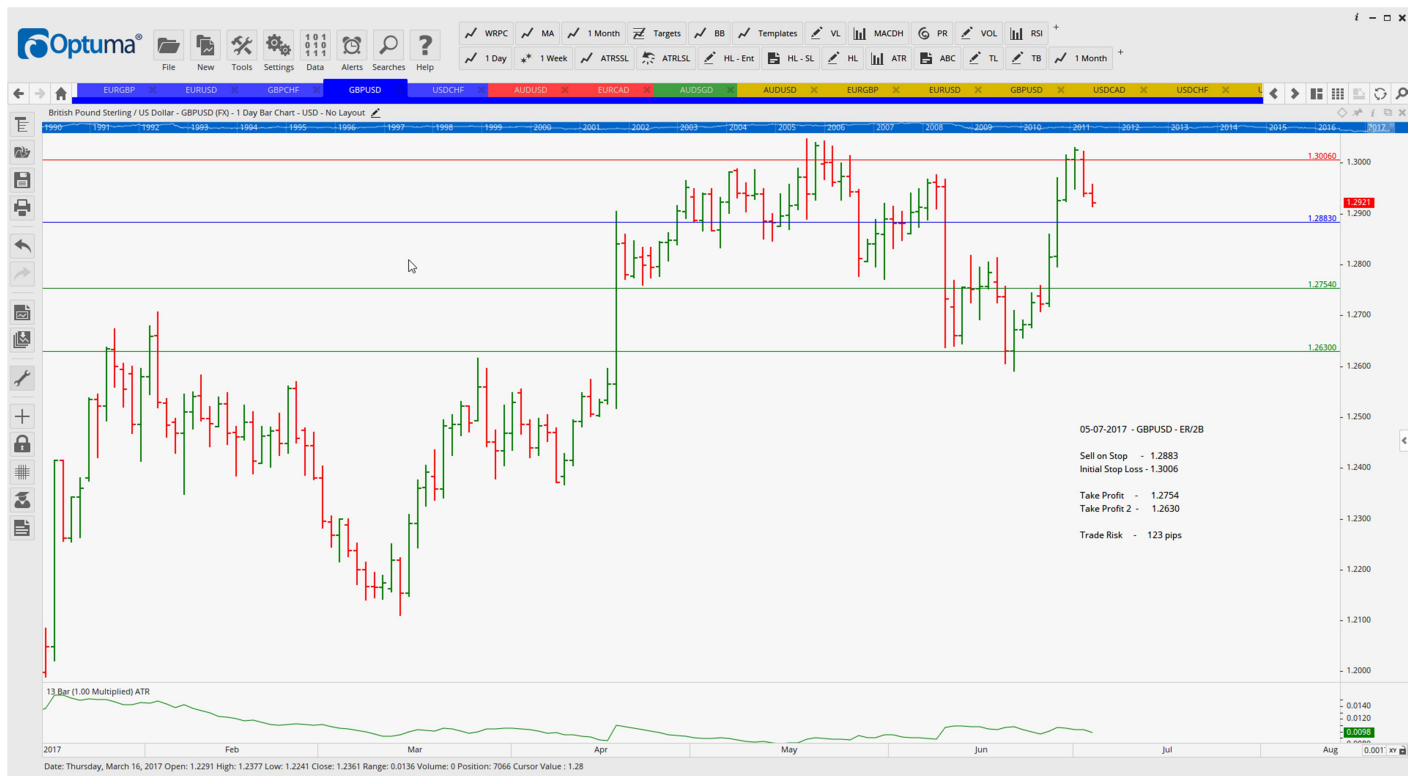 i
Optuma®
File
New
Tools
Settings
Data
Alerts
Searches
Help
WRPC
MA
1 Month
Targets
BB
Templates
VL
MACDH
PR
VOL
RSI
+
1 Day
1 Week
ATRSSL
ATRLSL
HL - Ent
HL - SL
HL
ATR
ABC
TL
TB
1 Month
+
EURGBP
EURUSD
GBPCHF
GBPUSD
USDCHF
AUDUSD
EURCAD
AUDSGD
AUDUSD
EURGBP
EURUSD
GBPUSD
USDCAD
USDCHF
British Pound Sterling / US Dollar - GBPUSD (FX) - 1 Day Bar Chart - USD - No Layout
1990 1991 1992 1993 1994 1995 1996 1997 1998 1999 2000 2001 2002 2003 2004 2005 2006 2007 2008 2009 2010 2011 2012 2013 2014 2015 2016 2017
1.30060
1.3000
1.2921
1.2900
1.28830
1.2800
1.27540
1.2700
1.26300
1.2600
1.2500
1.2400
1.2300
1.2200
1.2100
1.2000
05-07-2017 - GBPUSD - ER/2B
Sell on Stop - 1.2883
Initial Stop Loss - 1.3006
Take Profit - 1.2754
Take Profit 2 - 1.2630
Trade Risk - 123 pips
13 Bar (1.00 Multiplied) ATR
0.0140
0.0120
0.0098
2017 Feb Mar Apr May Jun Jul Aug
XY
Date: Thursday, March 16, 2017 Open: 1.2291 High: 1.2377 Low: 1.2241 Close: 1.2361 Range: 0.0136 Volume: 0 Position: 7066 Cursor Value : 1.28